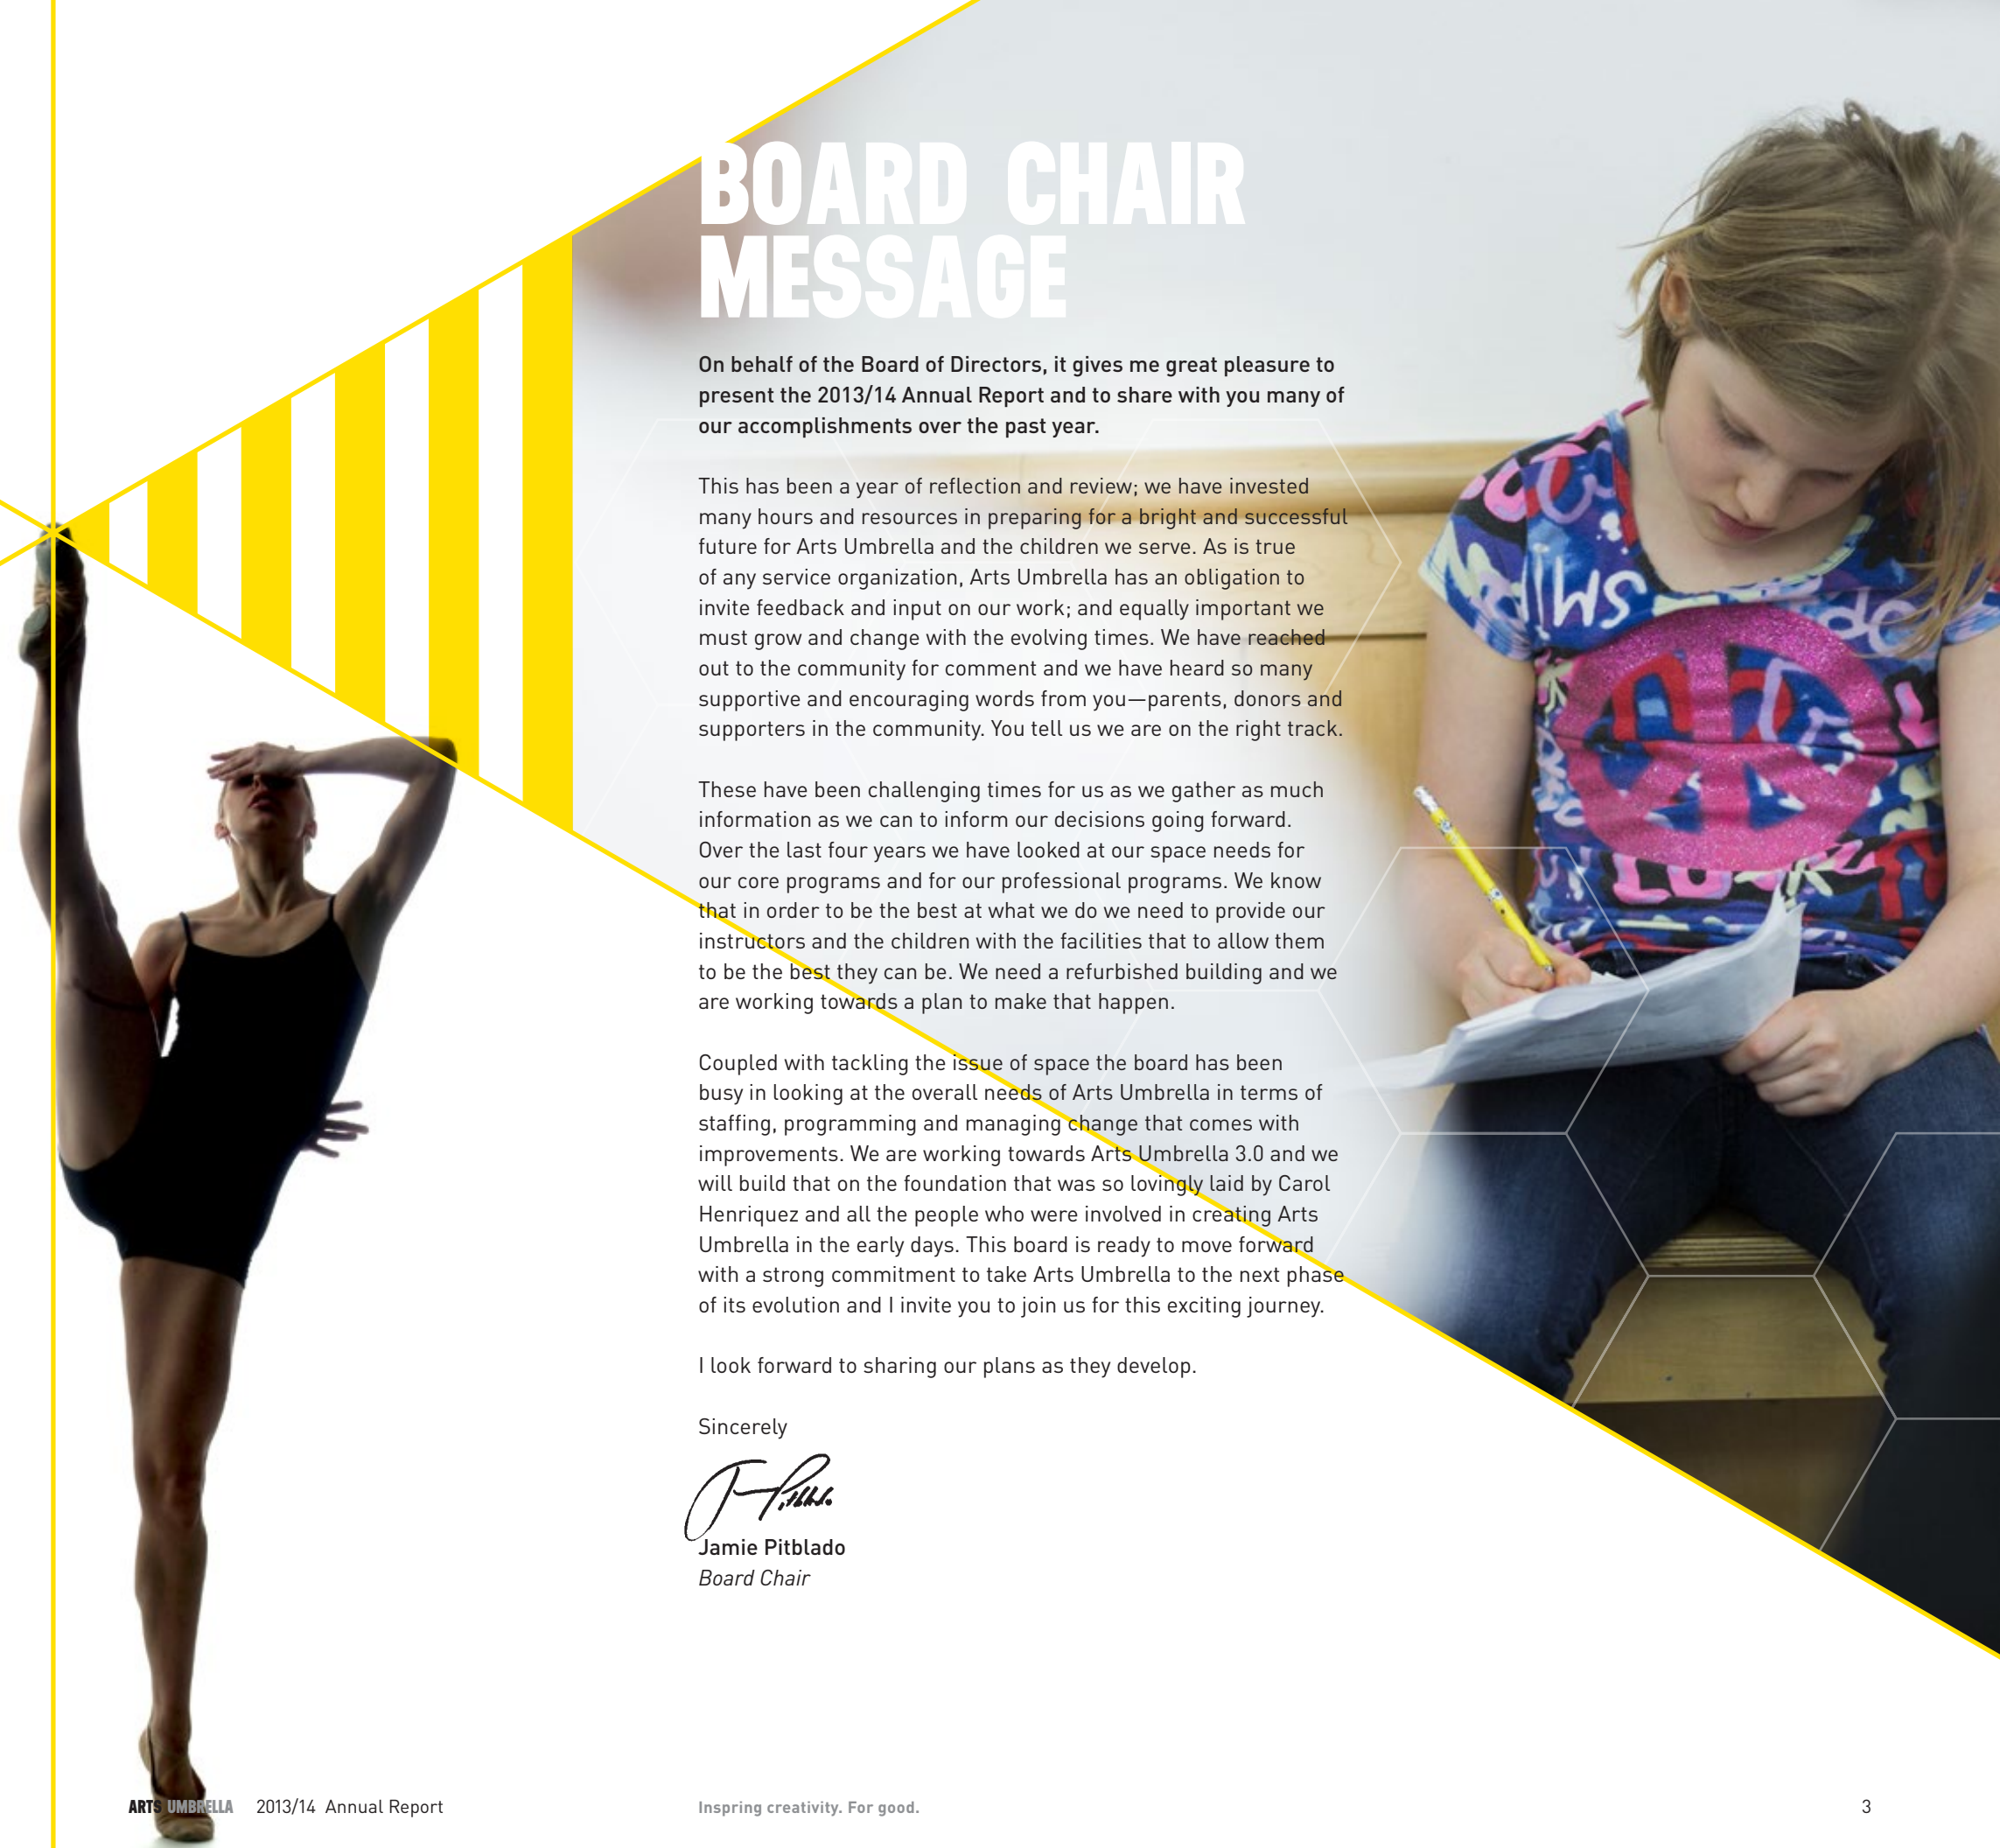 BOARD CHAIR
MESSAGE
On behalf of the Board of Directors, it gives me great pleasure to
present the 2013/14 Annual Report and to share with you many of
our accomplishments over the past year.
This has been a year of reflection and review; we have invested
many hours and resources in preparing for a bright and successful
future for Arts Umbrella and the children we serve. As is true
of any service organization, Arts Umbrella has an obligation to
invite feedback and input on our work; and equally important we
must grow and change with the evolving times. We have reached
out to the community for comment and we have heard so many
supportive and encouraging words from you—parents, donors and
supporters in the community. You tell us we are on the right track.
These have been challenging times for us as we gather as much
information as we can to inform our decisions going forward.
Over the last four years we have looked at our space needs for
our core programs and for our professional programs. We know
that in order to be the best at what we do we need to provide our
instructors and the children with the facilities that to allow them
to be the best they can be. We need a refurbished building and we
are working towards a plan to make that happen.
Coupled with tackling the issue of space the board has been
busy in looking at the overall needs of Arts Umbrella in terms of
staffing, programming and managing change that comes with
improvements. We are working towards Arts Umbrella 3.0 and we
will build that on the foundation that was so lovingly laid by Carol
Henriquez and all the people who were involved in creating Arts
Umbrella in the early days. This board is ready to move forward
with a strong commitment to take Arts Umbrella to the next phase
of its evolution and I invite you to join us for this exciting journey.
I look forward to sharing our plans as they develop.
Sincerely
Jamie Pitblado
Board Chair
ARTS UMBRELLA 2013/14 Annual Report
Inspring creativity. For good.
3